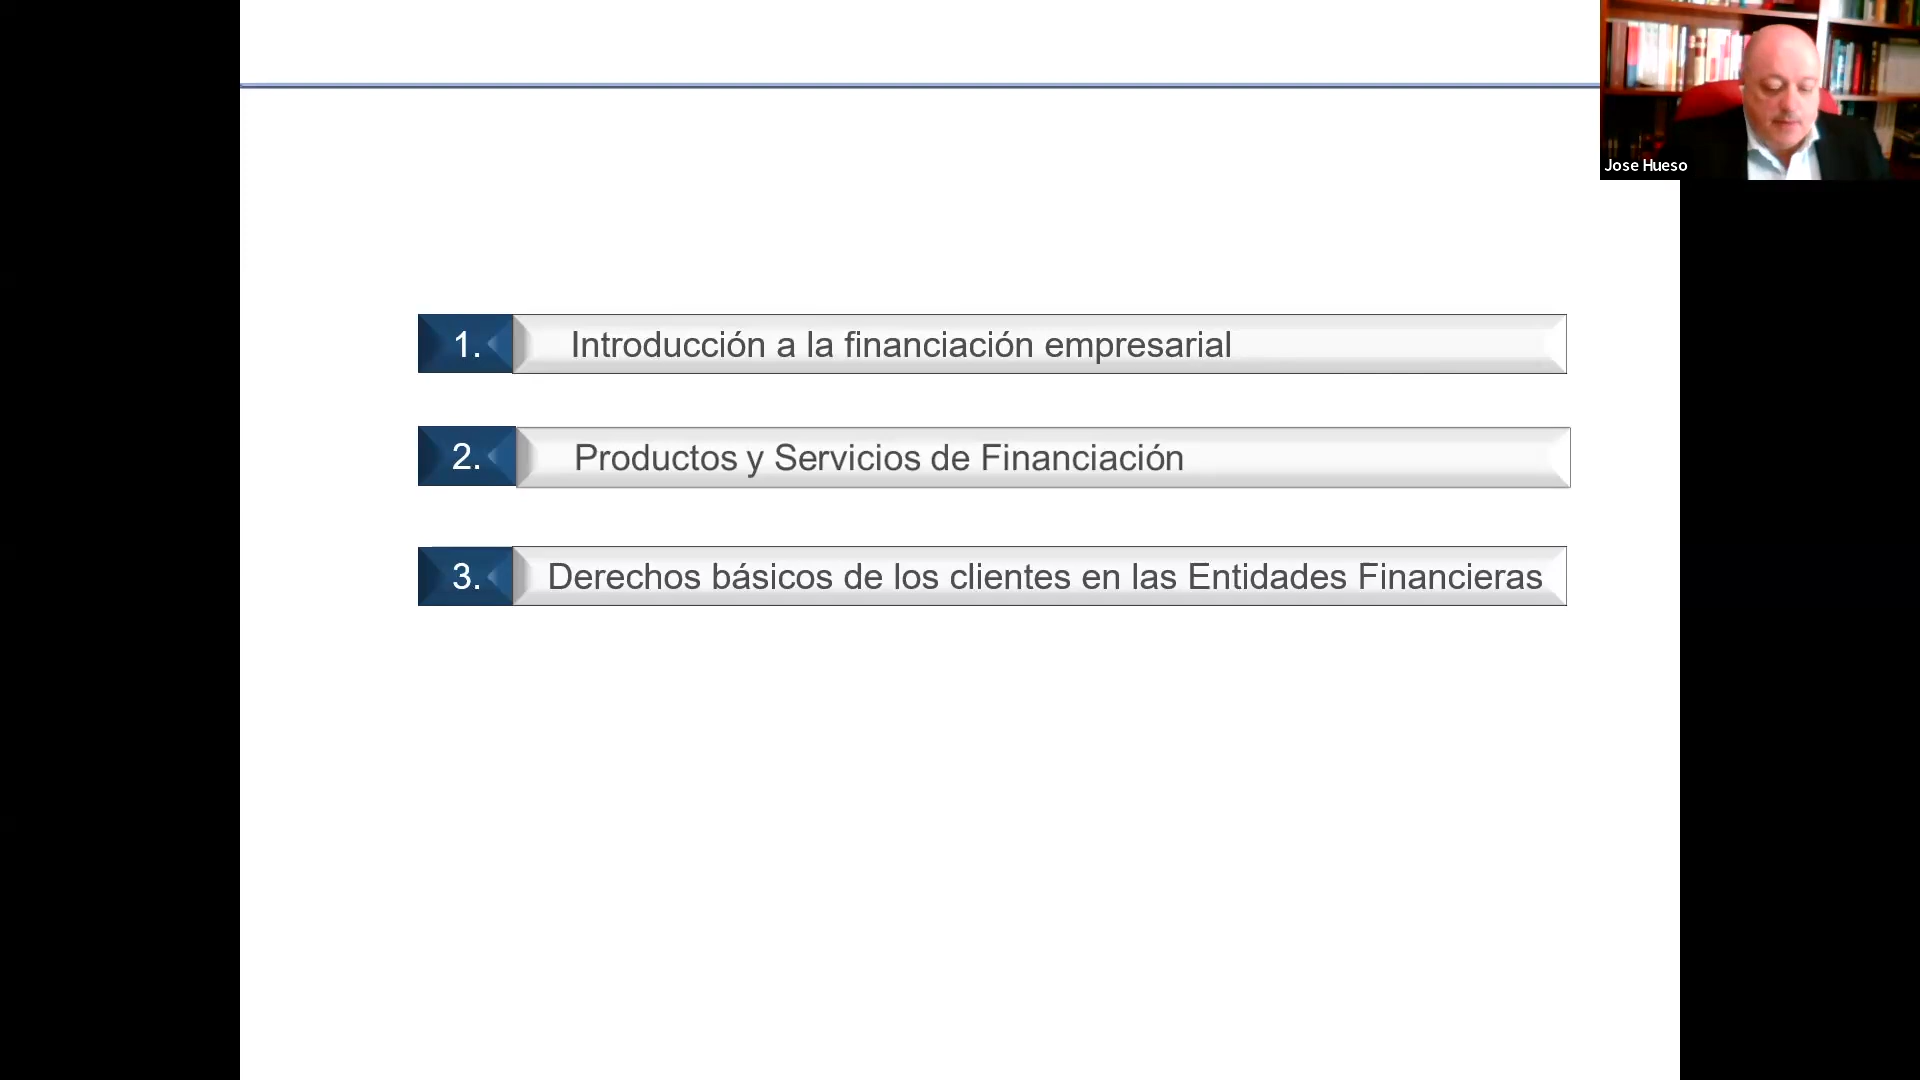 Jose Hueso
1. Introducción a la financiación empresarial
2. Productos y Servicios de Financiación
3. Derechos básicos de los clientes en las Entidades Financieras